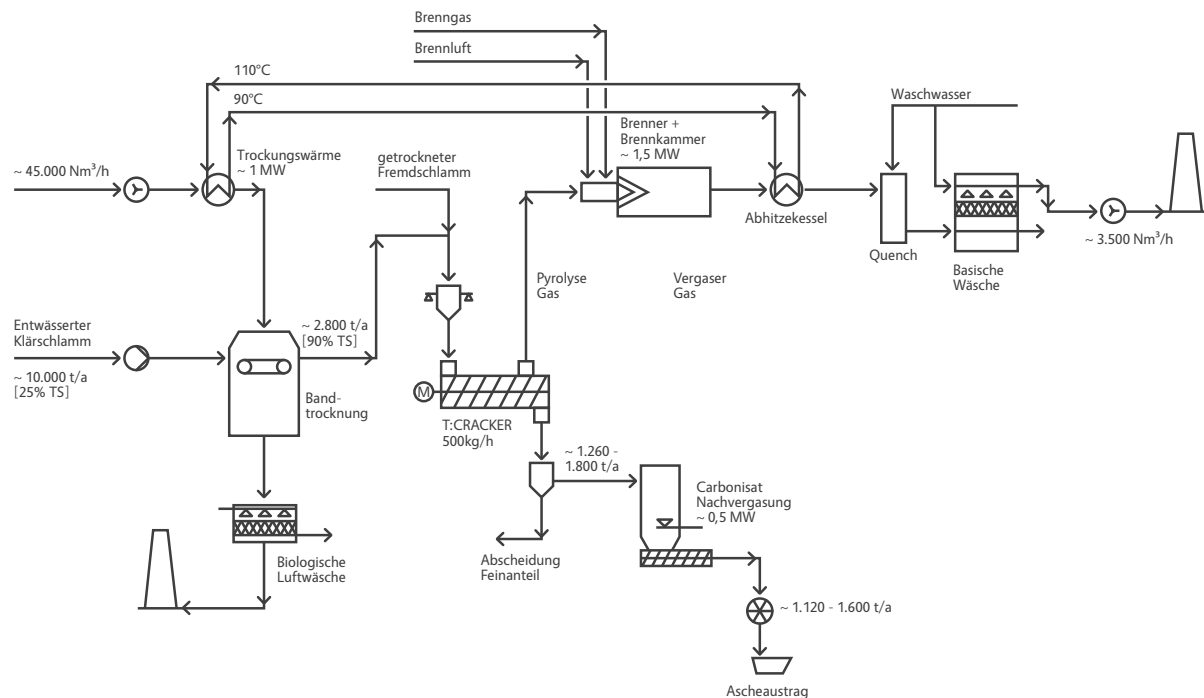 Brenngas
Brennluft
110°C
90°C
Waschwasser
Brenner +
Brennkammer
~ 1,5 MW
Trockungswärme
~ 1 MW
getrockneter
Fremdschlamm
~ 45.000 Nm³/h
Abhitzekessel
~ 3.500 Nm³/h
Quench
Basische
Wäsche
Pyrolyse
Gas
Vergaser
Gas
Entwässerter
Klärschlamm
~ 10.000 t/a
[25% TS]
~ 2.800 t/a
[90% TS]
Band-
trocknung
M
T:CRACKER
500kg/h
~ 1.260 -
1.800 t/a
Carbonisat
Nachvergasung
~ 0,5 MW
Abscheidung
Feinanteil
Biologische
Luftwäsche
~ 1.120 - 1.600 t/a
Ascheaustrag